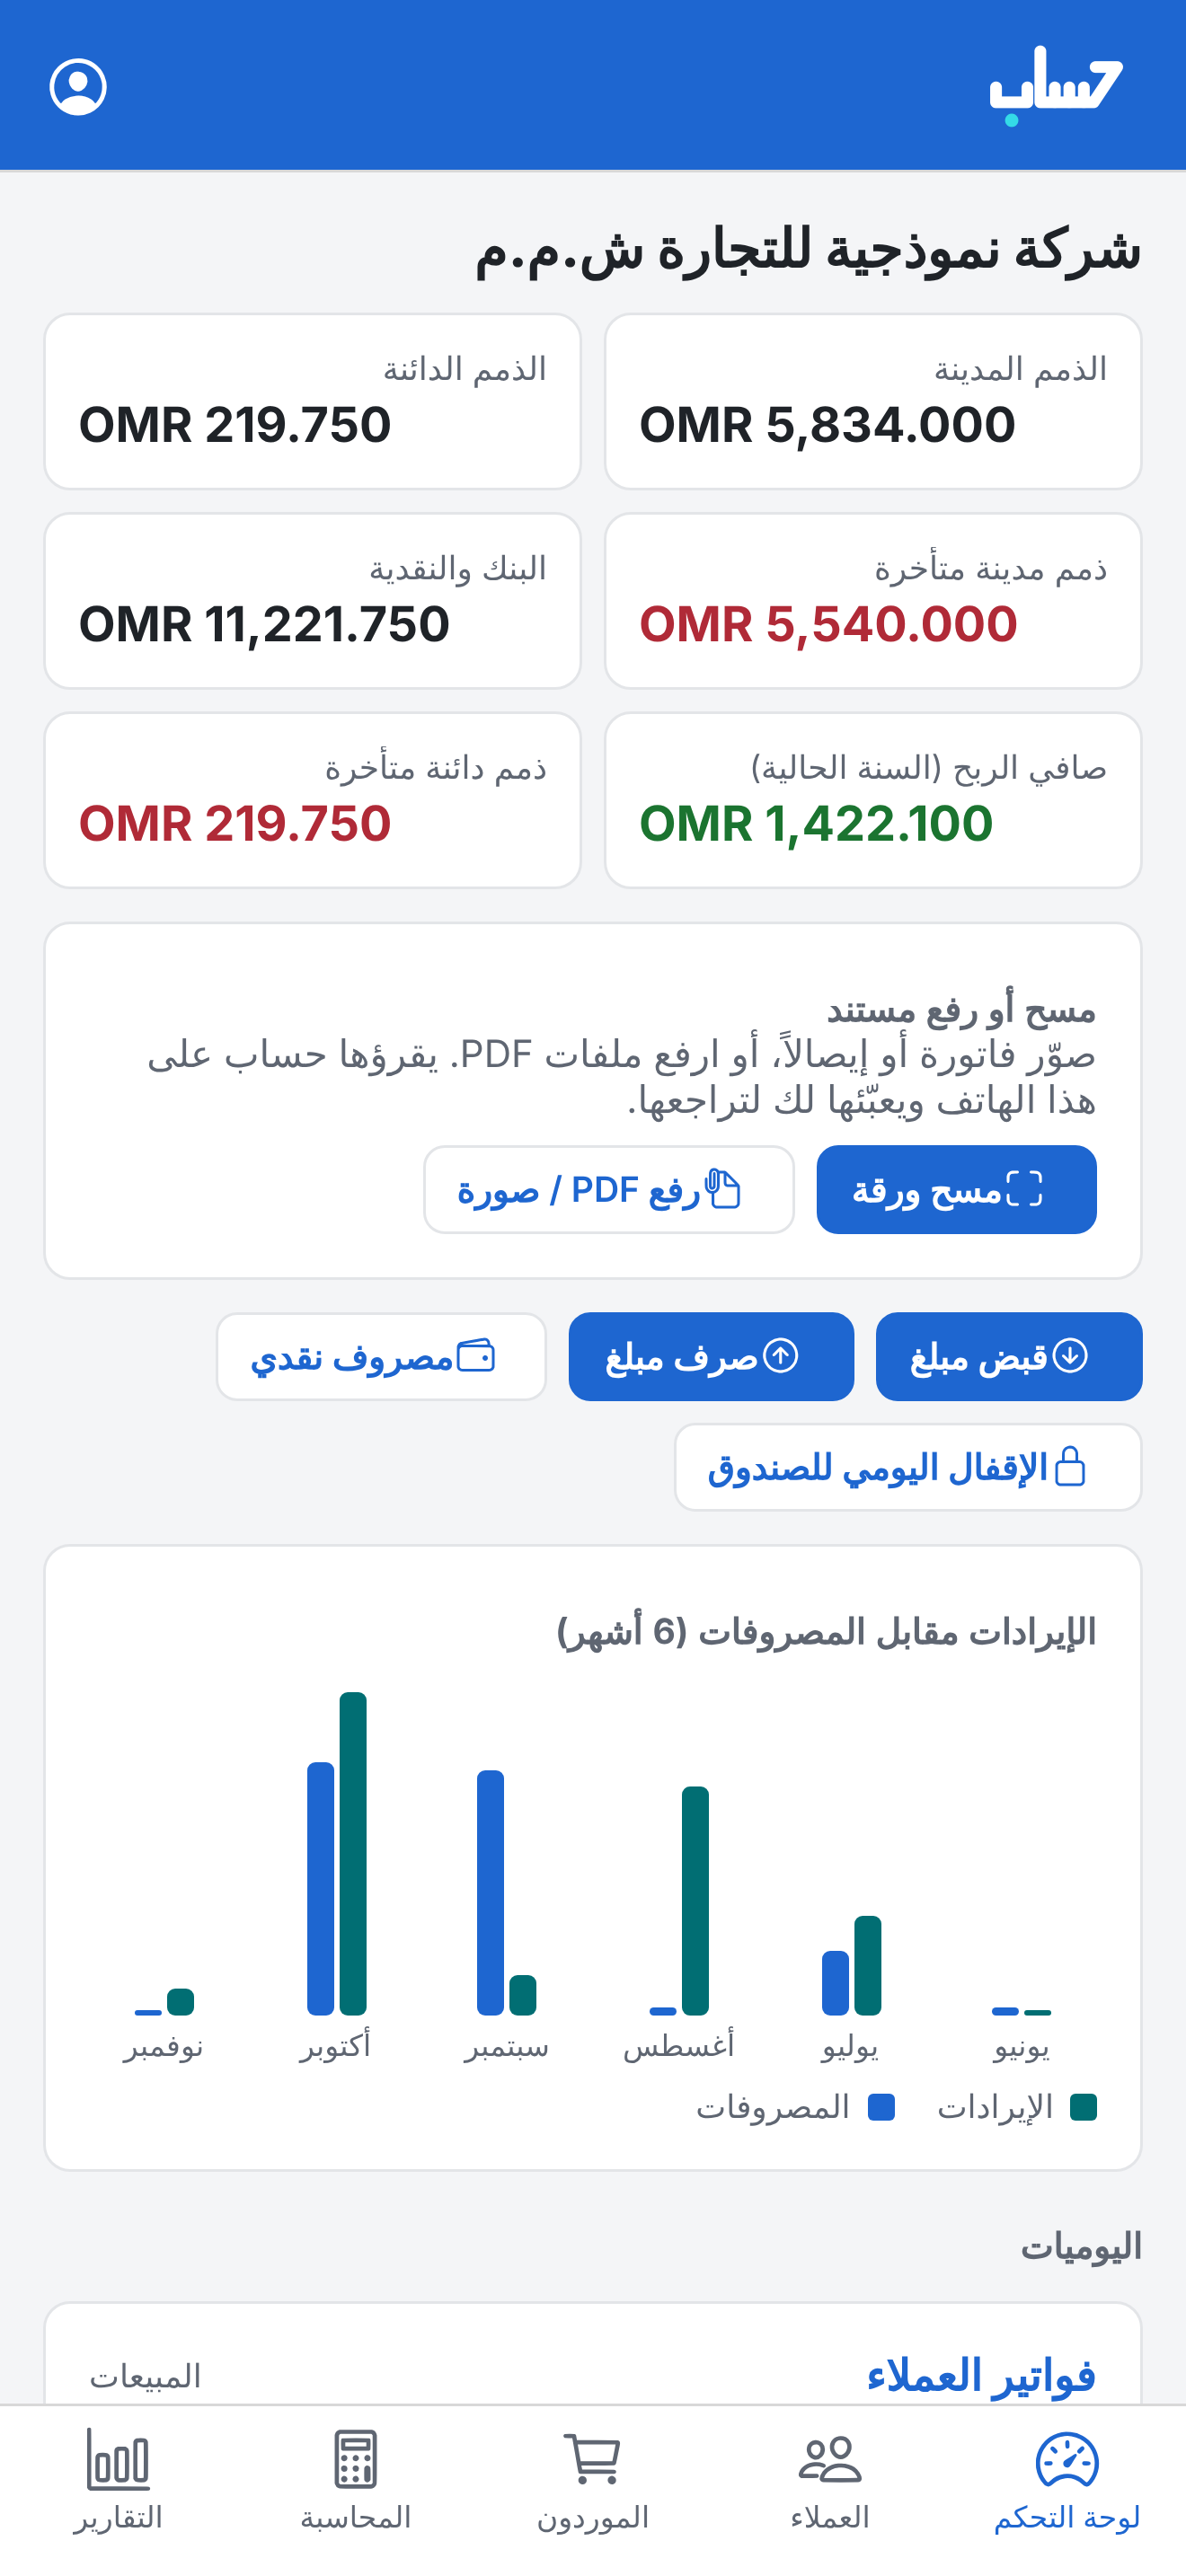 حساب
شركة نموذجية للتجارة ش.م.م
الذمم المدينة
OMR 5,834.000
الذمم الدائنة
OMR 219.750
ذمم مدينة متأخرة
OMR 5,540.000
البنك والنقدية
OMR 11,221.750
صافي الربح (السنة الحالية)
OMR 1,422.100
ذمم دائنة متأخرة
OMR 219.750
مسح أو رفع مستند
صوّر فاتورة أو إيصالاً، أو ارفع ملفات PDF. يقرؤها حساب على
هذا الهاتف ويعبّئها لك لتراجعها.
مسح ورقة
رفع PDF / صورة
قبض مبلغ
صرف مبلغ
مصروف نقدي
الإقفال اليومي للصندوق
الإيرادات مقابل المصروفات (6 أشهر)
يونيو
يوليو
أغسطس
سبتمبر
أكتوبر
نوفمبر
الإيرادات
المصروفات
اليوميات
فواتير العملاء
المبيعات
لوحة التحكم
العملاء
الموردون
المحاسبة
التقارير